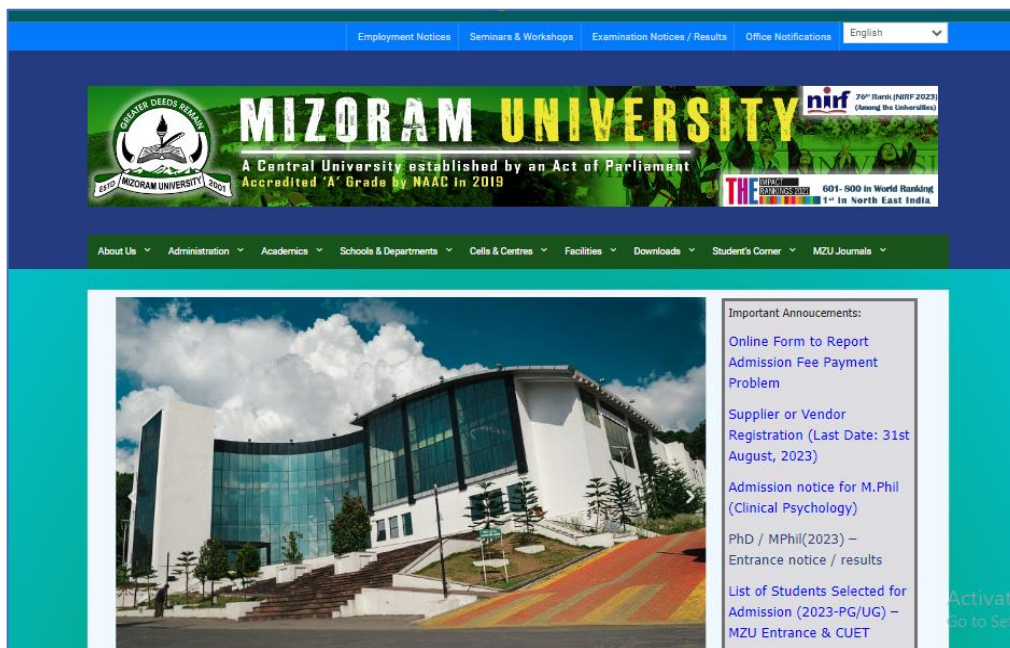 Employment Notices Seminars & Workshops Examination Notices / Results Office Notifications English
GREATER DEEDS REMAIN
ESTD MIZORAM UNIVERSITY 2001
MIZORAM UNIVERSITY
A Central University established by an Act of Parliament
Accredited 'A' Grade by NAAC in 2019
nirf 76th Rank (NIRF 2023)
(Among the Universities)
THE IMPACT
RANKINGS 2023
601- 800 in World Ranking
1st In North East India
About Us Administration Academics Schools & Departments Cells & Centres Facilities Downloads Student's Corner MZU Journals
Important Annoucements:
Online Form to Report
Admission Fee Payment
Problem
Supplier or Vendor
Registration (Last Date: 31st
August, 2023)
Admission notice for M.Phil
(Clinical Psychology)
PhD / MPhil(2023) –
Entrance notice / results
List of Students Selected for
Admission (2023-PG/UG) –
MZU Entrance & CUET
Activat
Go to Se